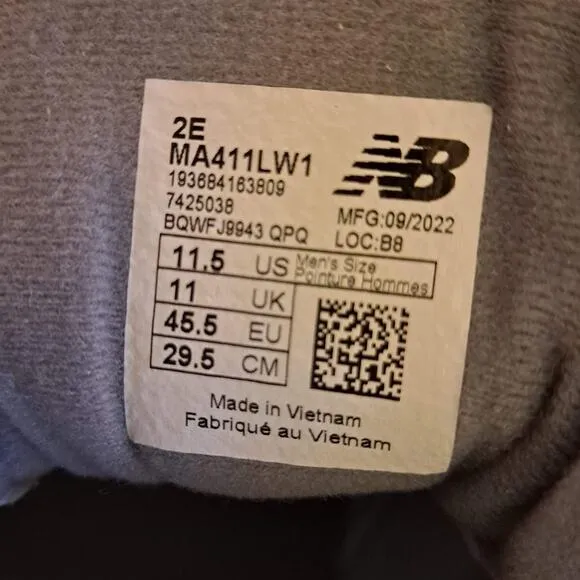 2E
MA411LW1
193684163809
7425038
BQWFJ9943 QPQ
NB
MFG:09/2022
LOC:B8
11.5 US Men's Size
Pointure Hommes
11 UK
45.5 EU
29.5 CM
Made in Vietnam
Fabriqué au Vietnam